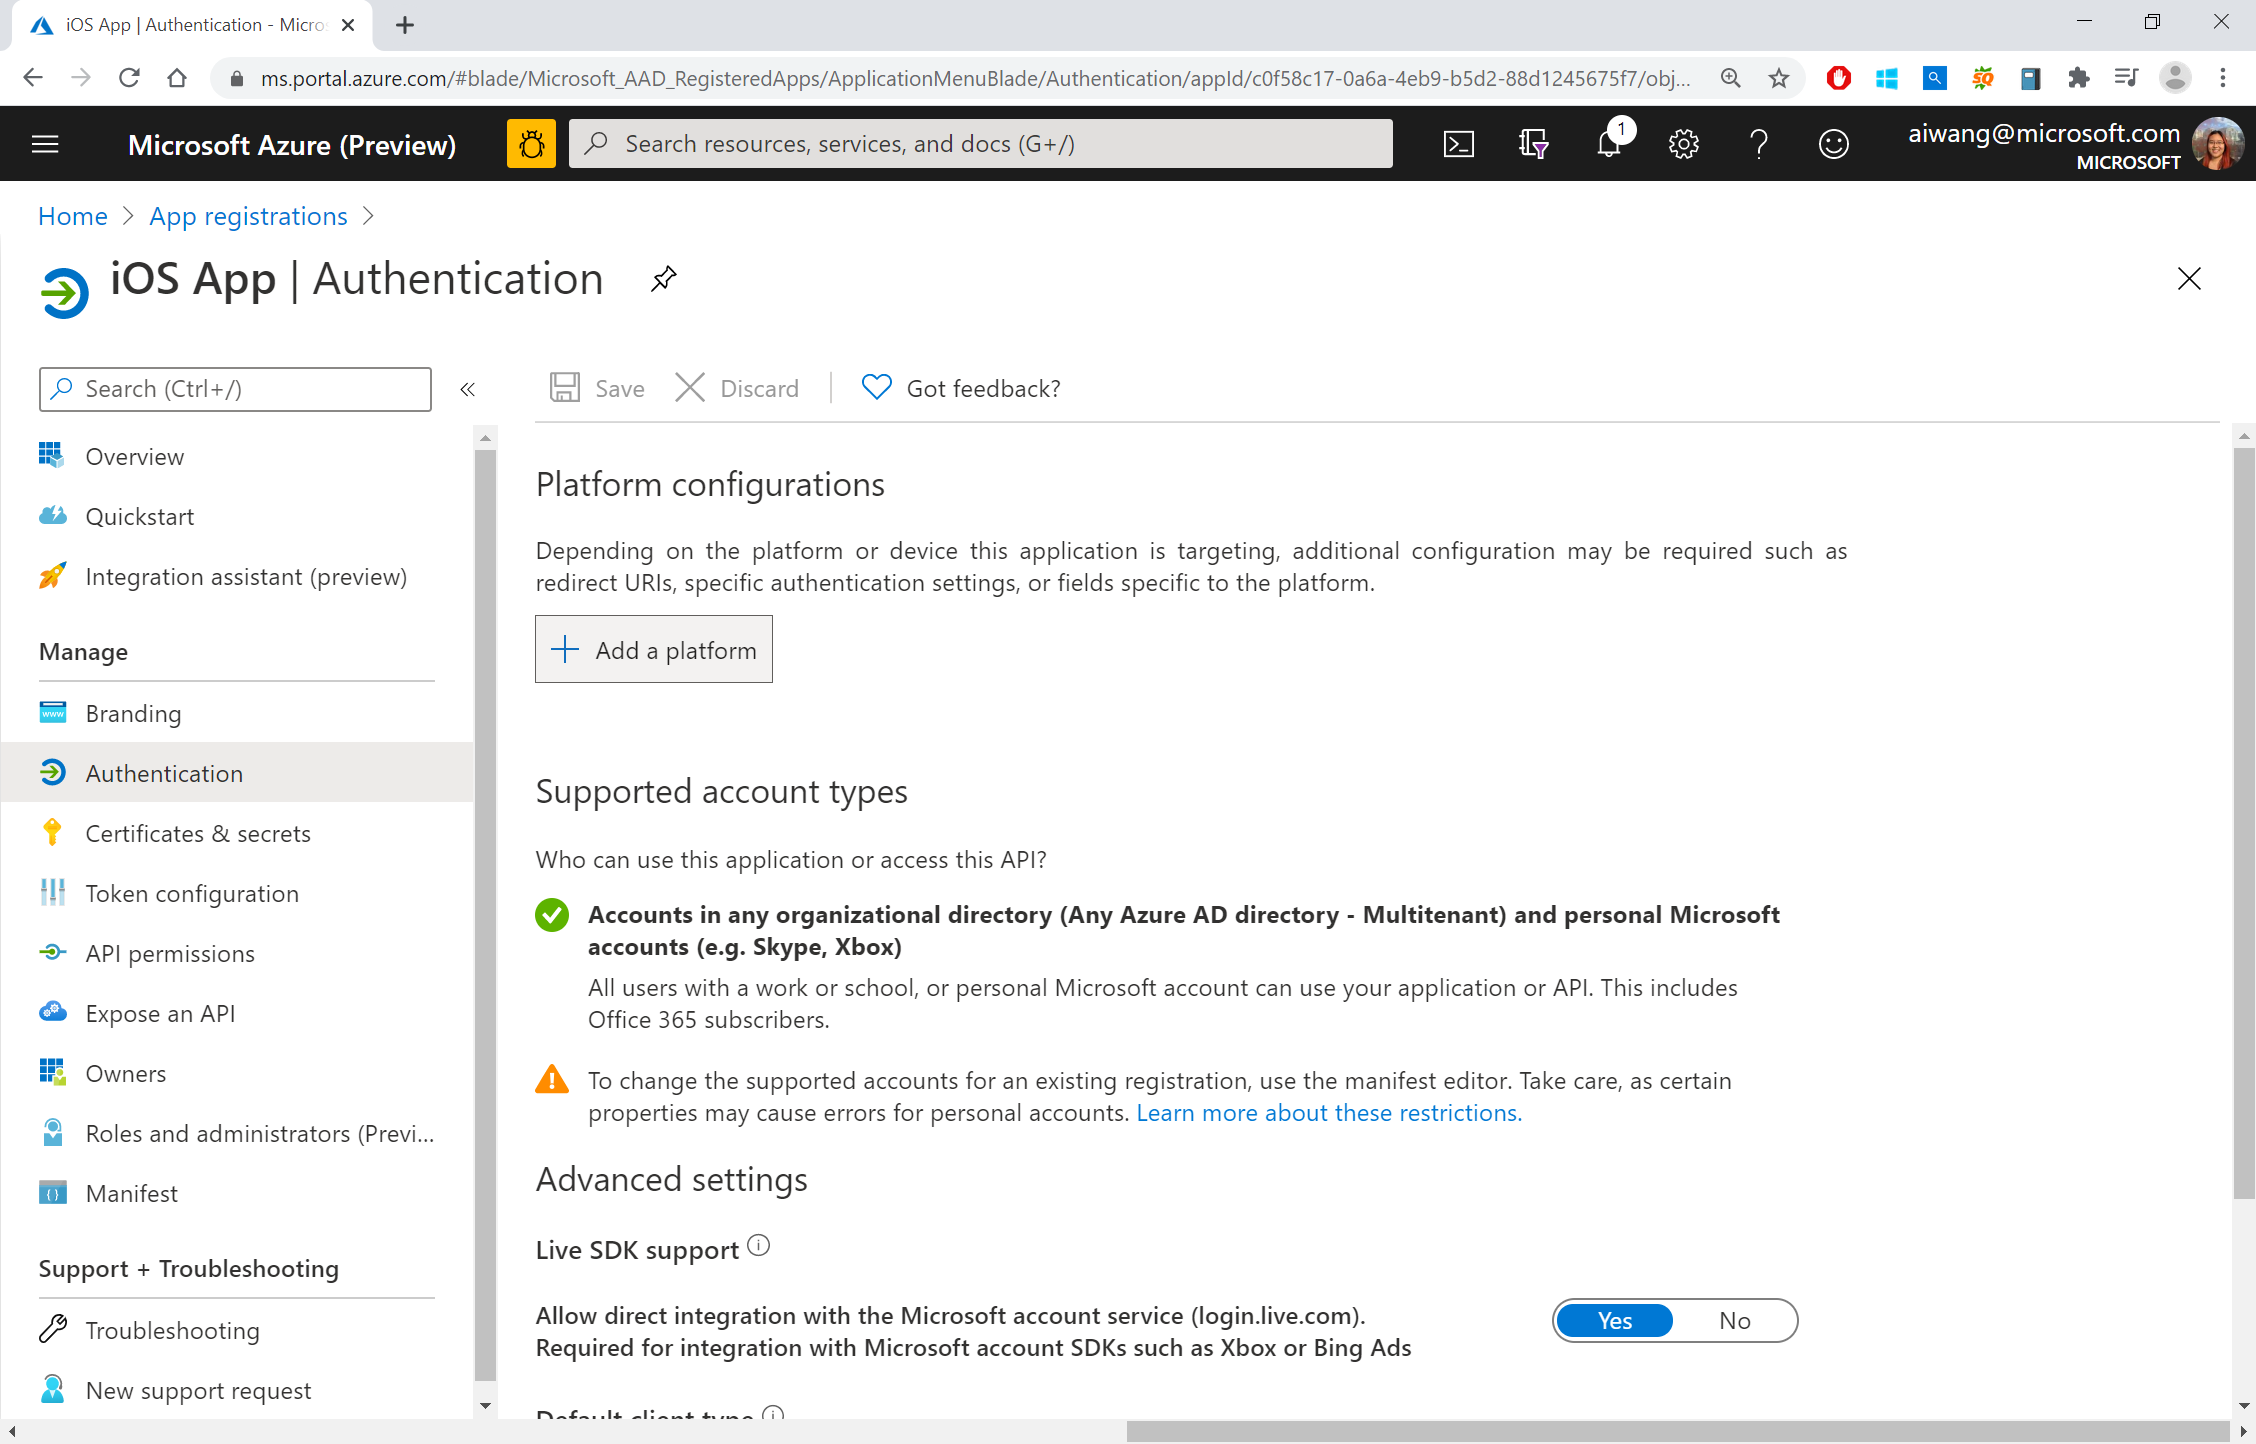 iOS App | Authentication - Micro
ms.portal.azure.com/#blade/Microsoft_AAD_RegisteredApps/ApplicationMenuBlade/Authentication/appId/c0f58c17-0a6a-4eb9-b5d2-88d1245675f7/obj...
Microsoft Azure (Preview)
Search resources, services, and docs (G+/)
1
aiwang@microsoft.com
MICROSOFT
Home > App registrations >
iOS App | Authentication
Search (Ctrl+/)
«
Save
Discard
Got feedback?
Overview
Quickstart
Integration assistant (preview)
Manage
Branding
Authentication
Certificates & secrets
Token configuration
API permissions
Expose an API
Owners
Roles and administrators (Previ...
Manifest
Support + Troubleshooting
Troubleshooting
New support request
Platform configurations
Depending on the platform or device this application is targeting, additional configuration may be required such as
redirect URIs, specific authentication settings, or fields specific to the platform.
Add a platform
Supported account types
Who can use this application or access this API?
Accounts in any organizational directory (Any Azure AD directory - Multitenant) and personal Microsoft
accounts (e.g. Skype, Xbox)
All users with a work or school, or personal Microsoft account can use your application or API. This includes
Office 365 subscribers.
To change the supported accounts for an existing registration, use the manifest editor. Take care, as certain
properties may cause errors for personal accounts. Learn more about these restrictions.
Advanced settings
Live SDK support
Allow direct integration with the Microsoft account service (login.live.com).
Required for integration with Microsoft account SDKs such as Xbox or Bing Ads
Yes
No
Default client type